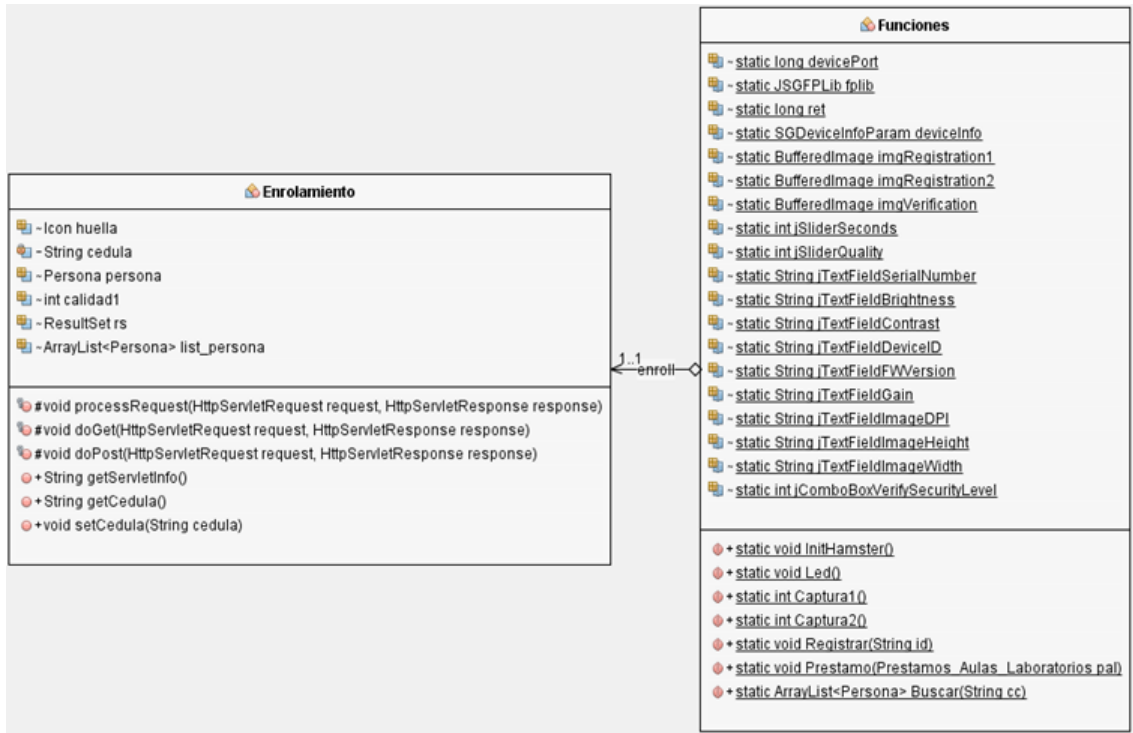 Enrolamiento
~Icon huella
-String cedula
~Persona persona
~int calidad1
~ResultSet rs
~ArrayList<Persona> list_persona
#void processRequest(HttpServletRequest request, HttpServletResponse response)
#void doGet(HttpServletRequest request, HttpServletResponse response)
#void doPost(HttpServletRequest request, HttpServletResponse response)
+String getServletInfo()
+String getCedula()
+void setCedula(String cedula)
1..1
enroll
Funciones
~static long devicePort
~static JSGFPLib fplib
~static long ret
~static SGDeviceInfoParam deviceInfo
~static BufferedImage imgRegistration1
~static BufferedImage imgRegistration2
~static BufferedImage imgVerification
~static int jSliderSeconds
~static int jSliderQuality
~static String jTextFieldSerialNumber
~static String jTextFieldBrightness
~static String jTextFieldContrast
~static String jTextFieldDeviceID
~static String jTextFieldFWVersion
~static String jTextFieldGain
~static String jTextFieldImageDPI
~static String jTextFieldImageHeight
~static String jTextFieldImageWidth
~static int jComboBoxVerifySecurityLevel
+static void InitHamster()
+static void Led()
+static int Captura1()
+static int Captura2()
+static void Registrar(String id)
+static void Prestamo(Prestamos_Aulas_Laboratorios pal)
+static ArrayList<Persona> Buscar(String cc)